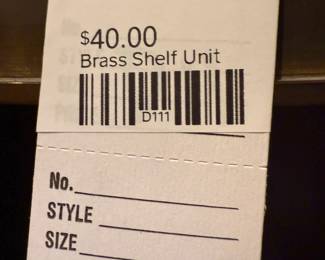 $40.00
Brass Shelf Unit
D111
No.
STYLE
SIZE